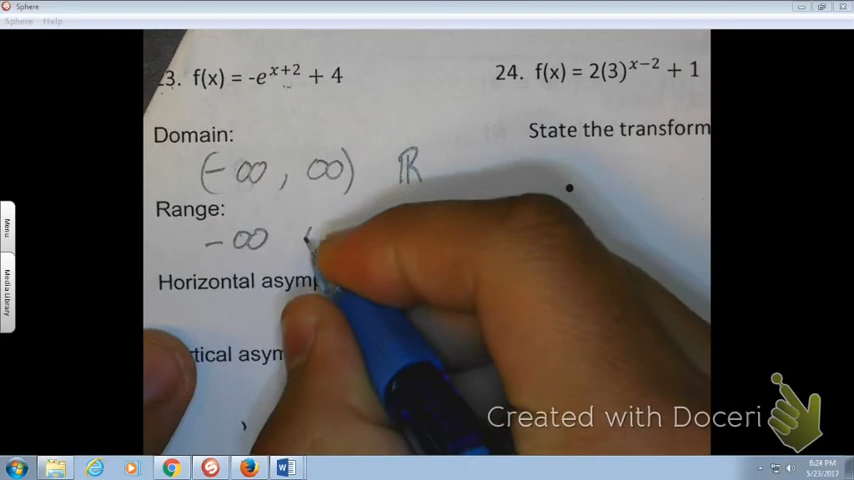 Sphere
Sphere Help
23. f(x) = -e^{x+2} + 4
24. f(x) = 2(3)^{x-2} + 1
Domain:
State the transform
(-∞, ∞) ℝ
Range:
-∞
Horizontal asymp
tical asym
Menu
Media Library
Created with Doceri
6:24 PM
5/23/2017